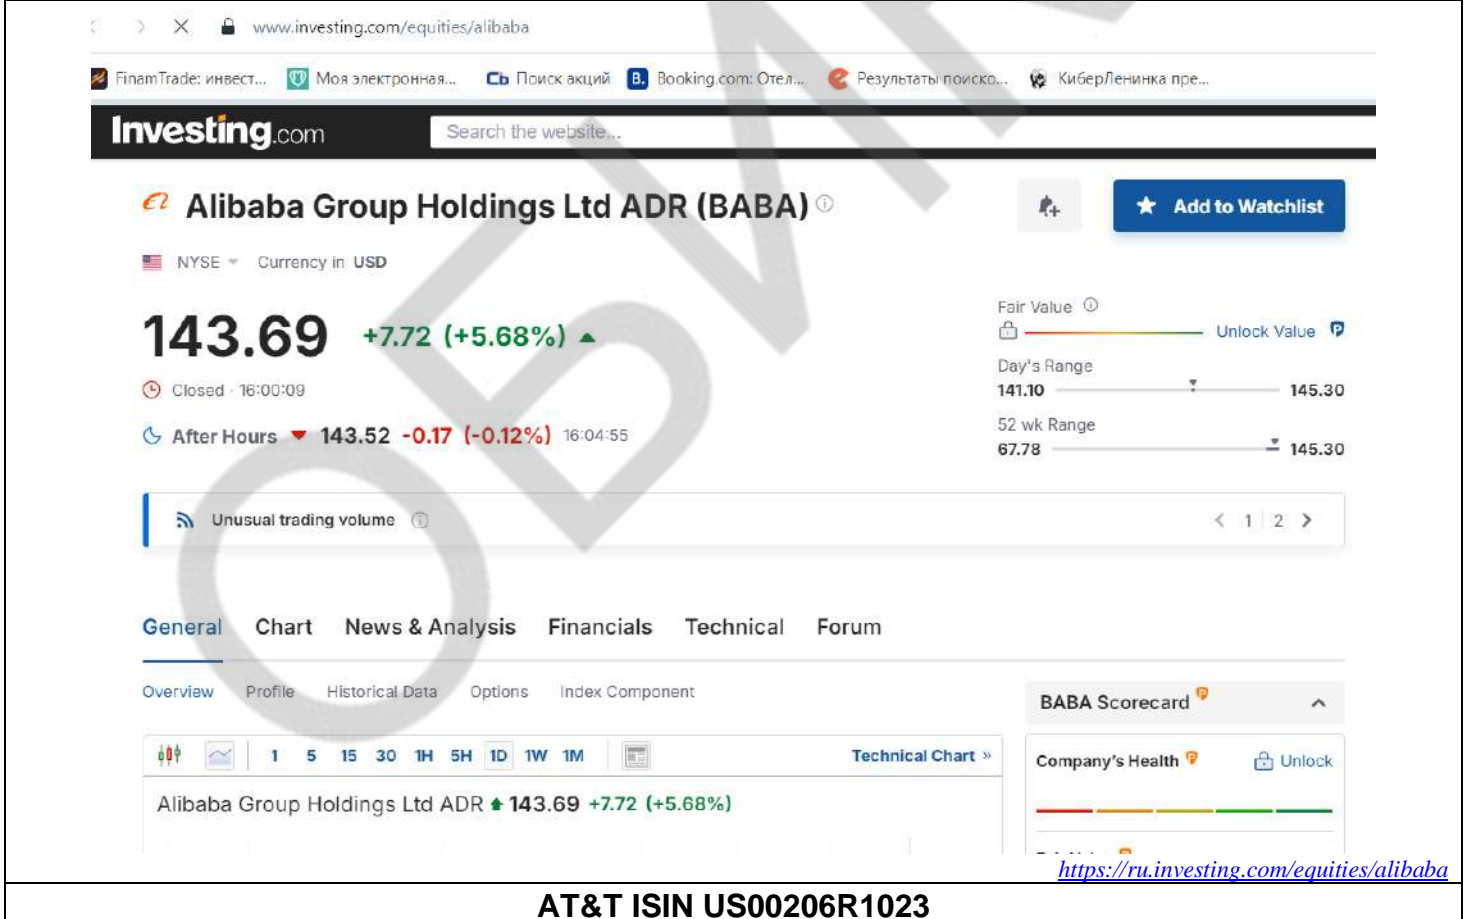 www.investing.com/equities/alibaba
FinamTrade: инвест... Моя электронная... Сb Поиск акций B. Booking.com: Отел... Результаты поиско... КиберЛенинка пре...
Investing.com Search the website...
Alibaba Group Holdings Ltd ADR (BABA) Add to Watchlist
NYSE Currency in USD
143.69 +7.72 (+5.68%)
Closed · 16:00:09
After Hours 143.52 -0.17 (-0.12%) 16:04:55
Fair Value
Unlock Value
Day's Range
141.10 145.30
52 wk Range
67.78 145.30
Unusual trading volume 1 2
General Chart News & Analysis Financials Technical Forum
Overview Profile Historical Data Options Index Component
BABA Scorecard
1 5 15 30 1H 5H 1D 1W 1M Technical Chart »
Company's Health Unlock
Alibaba Group Holdings Ltd ADR 143.69 +7.72 (+5.68%)
https://ru.investing.com/equities/alibaba
AT&T ISIN US00206R1023